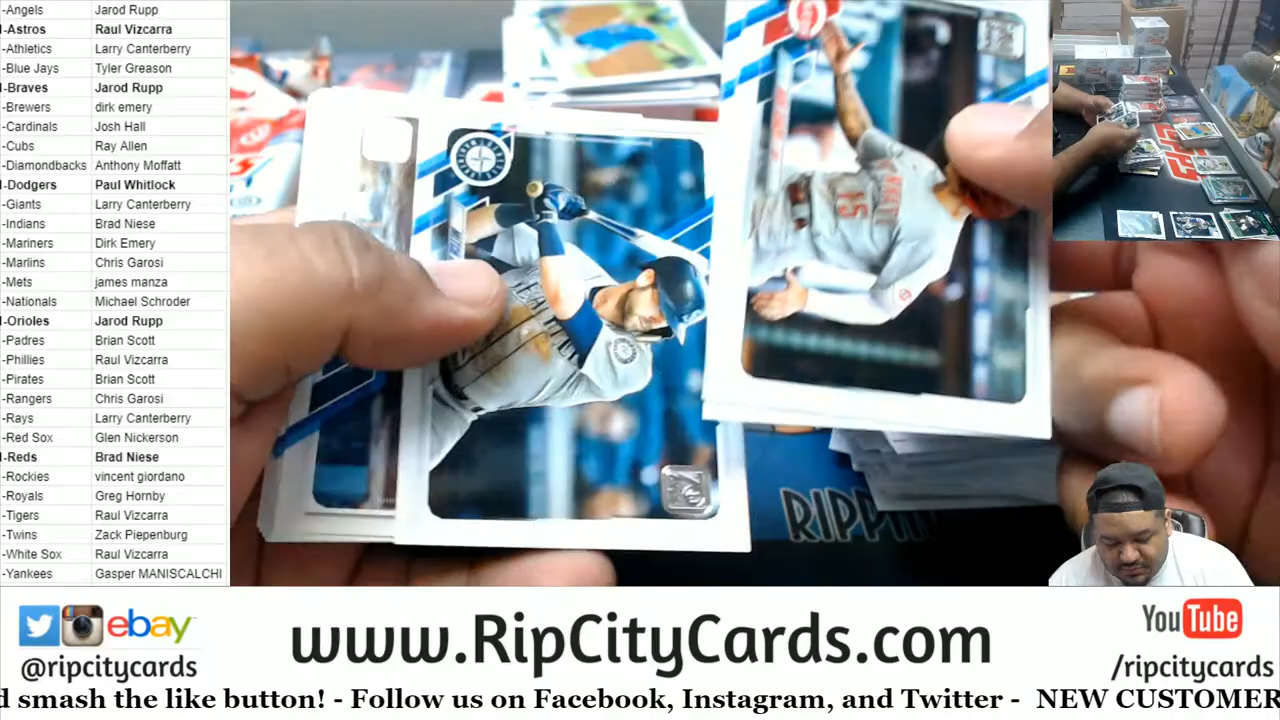 -Angels Jarod Rupp
-Astros Raul Vizcarra
-Athletics Larry Canterberry
-Blue Jays Tyler Greason
-Braves Jarod Rupp
-Brewers dirk emery
-Cardinals Josh Hall
-Cubs Ray Allen
-Diamondbacks Anthony Moffatt
-Dodgers Paul Whitlock
-Giants Larry Canterberry
-Indians Brad Niese
-Mariners Dirk Emery
-Marlins Chris Garosi
-Mets james manza
-Nationals Michael Schroder
-Orioles Jarod Rupp
-Padres Brian Scott
-Phillies Raul Vizcarra
-Pirates Brian Scott
-Rangers Chris Garosi
-Rays Larry Canterberry
-Red Sox Glen Nickerson
-Reds Brad Niese
-Rockies vincent giordano
-Royals Greg Hornby
-Tigers Raul Vizcarra
-Twins Zack Piepenburg
-White Sox Raul Vizcarra
-Yankees Gasper MANISCALCHI
15
RIPPI
ebay
@ripcitycards
www.RipCityCards.com
YouTube
/ripcitycards
d smash the like button! - Follow us on Facebook, Instagram, and Twitter - NEW CUSTOMER